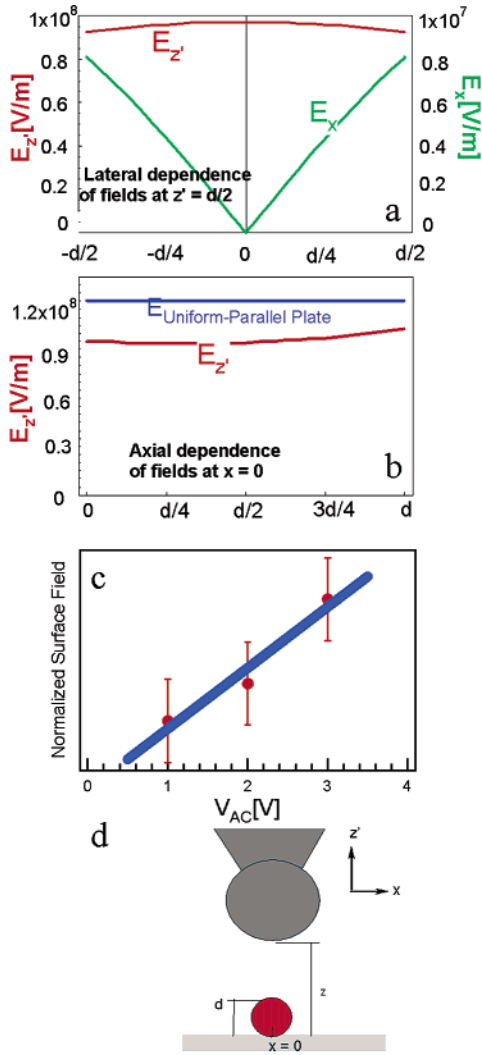 1x10⁸
1x10⁷
E_z'
0.8
0.8
E_z'[V/m]
E_x[V/m]
0.6
0.6
E_x
0.4
0.4
0.2
Lateral dependence
0.2
of fields at z' = d/2
a
0
0
-d/2 -d/4 0 d/4 d/2
1.2x10⁸
E_Uniform-Parallel Plate
0.9
E_z'
E_z'[V/m]
0.6
0.3
Axial dependence
of fields at x = 0
b
0
0 d/4 d/2 3d/4 d
c
Normalized Surface Field
0 1 2 3 4
V_AC[V]
d
z'
x
z
d
x = 0